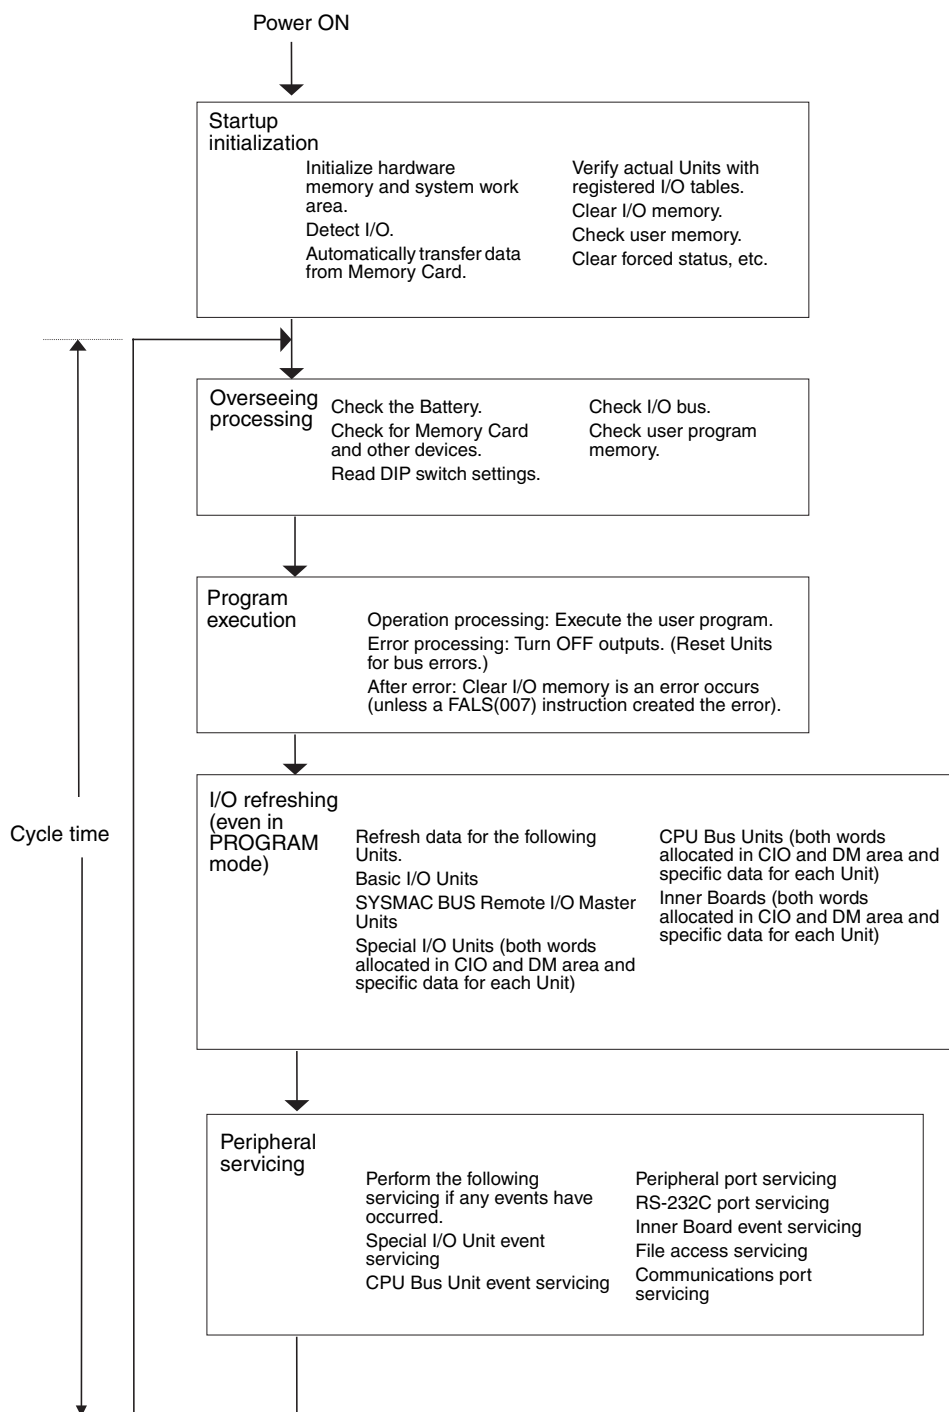 Power ON
Startup
initialization
Initialize hardware
memory and system work
area.
Detect I/O.
Automatically transfer data
from Memory Card.
Verify actual Units with
registered I/O tables.
Clear I/O memory.
Check user memory.
Clear forced status, etc.
Overseeing
processing
Check the Battery.
Check for Memory Card
and other devices.
Read DIP switch settings.
Check I/O bus.
Check user program
memory.
Program
execution
Operation processing: Execute the user program.
Error processing: Turn OFF outputs. (Reset Units
for bus errors.)
After error: Clear I/O memory is an error occurs
(unless a FALS(007) instruction created the error).
Cycle time
I/O refreshing
(even in
PROGRAM
mode)
Refresh data for the following
Units.
Basic I/O Units
SYSMAC BUS Remote I/O Master
Units
Special I/O Units (both words
allocated in CIO and DM area and
specific data for each Unit)
CPU Bus Units (both words
allocated in CIO and DM area and
specific data for each Unit)
Inner Boards (both words
allocated in CIO and DM area and
specific data for each Unit)
Peripheral
servicing
Perform the following
servicing if any events have
occurred.
Special I/O Unit event
servicing
CPU Bus Unit event servicing
Peripheral port servicing
RS-232C port servicing
Inner Board event servicing
File access servicing
Communications port
servicing